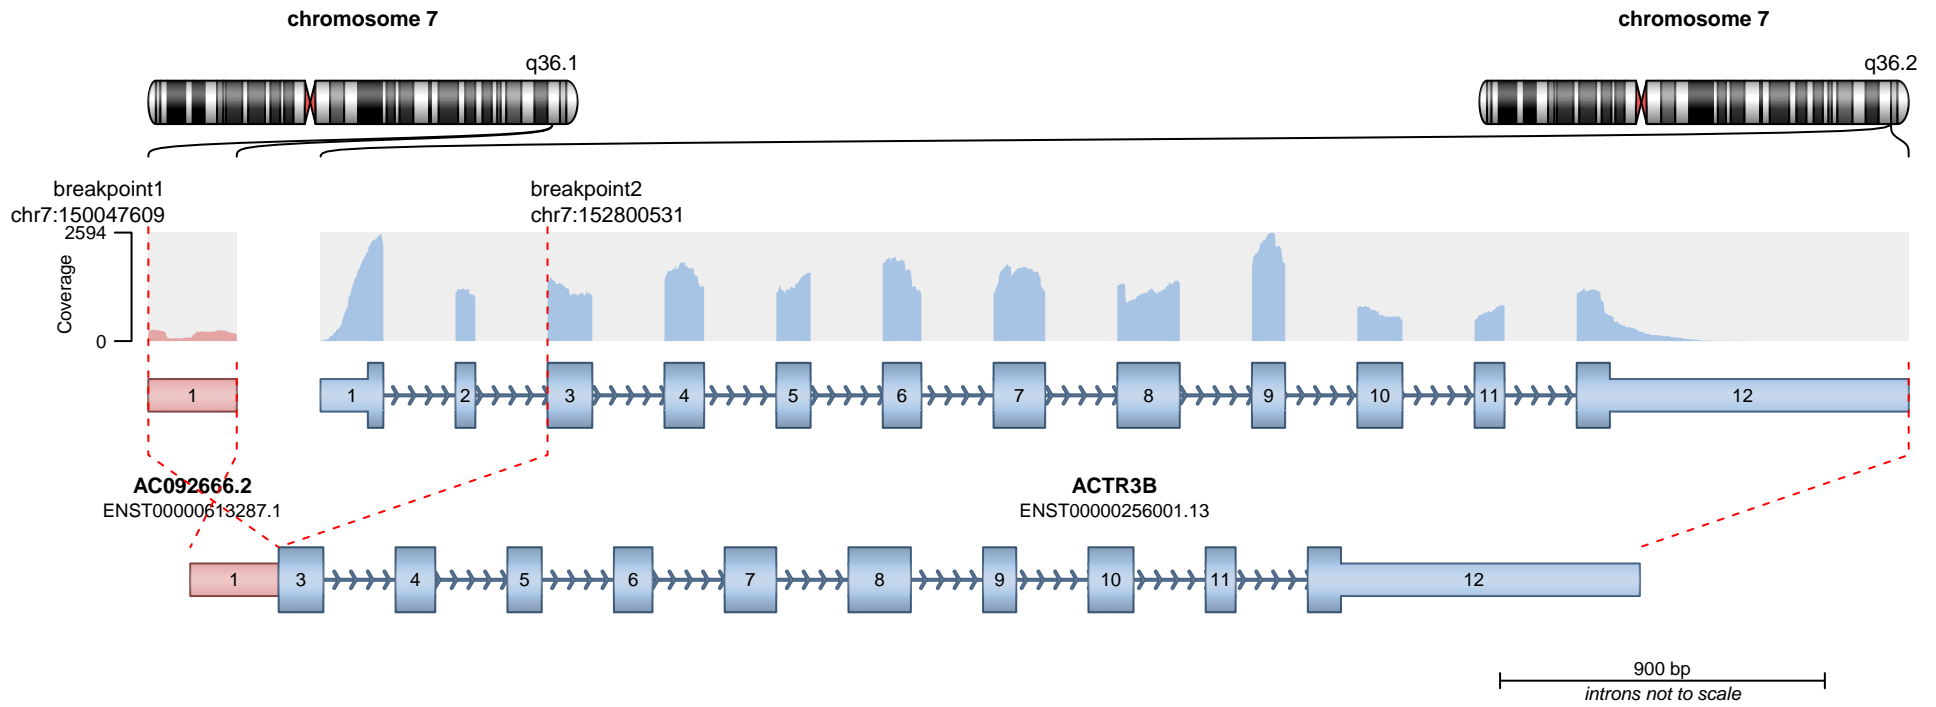 chromosome 7
chromosome 7
q36.1
q36.2
breakpoint1
chr7:150047609
breakpoint2
chr7:152800531
2594
Coverage
0
1
1 2 3 4 5 6 7 8 9 10 11 12
AC092666.2
ENST00000613287.1
ACTR3B
ENST00000256001.13
1 3 4 5 6 7 8 9 10 11 12
900 bp
introns not to scale